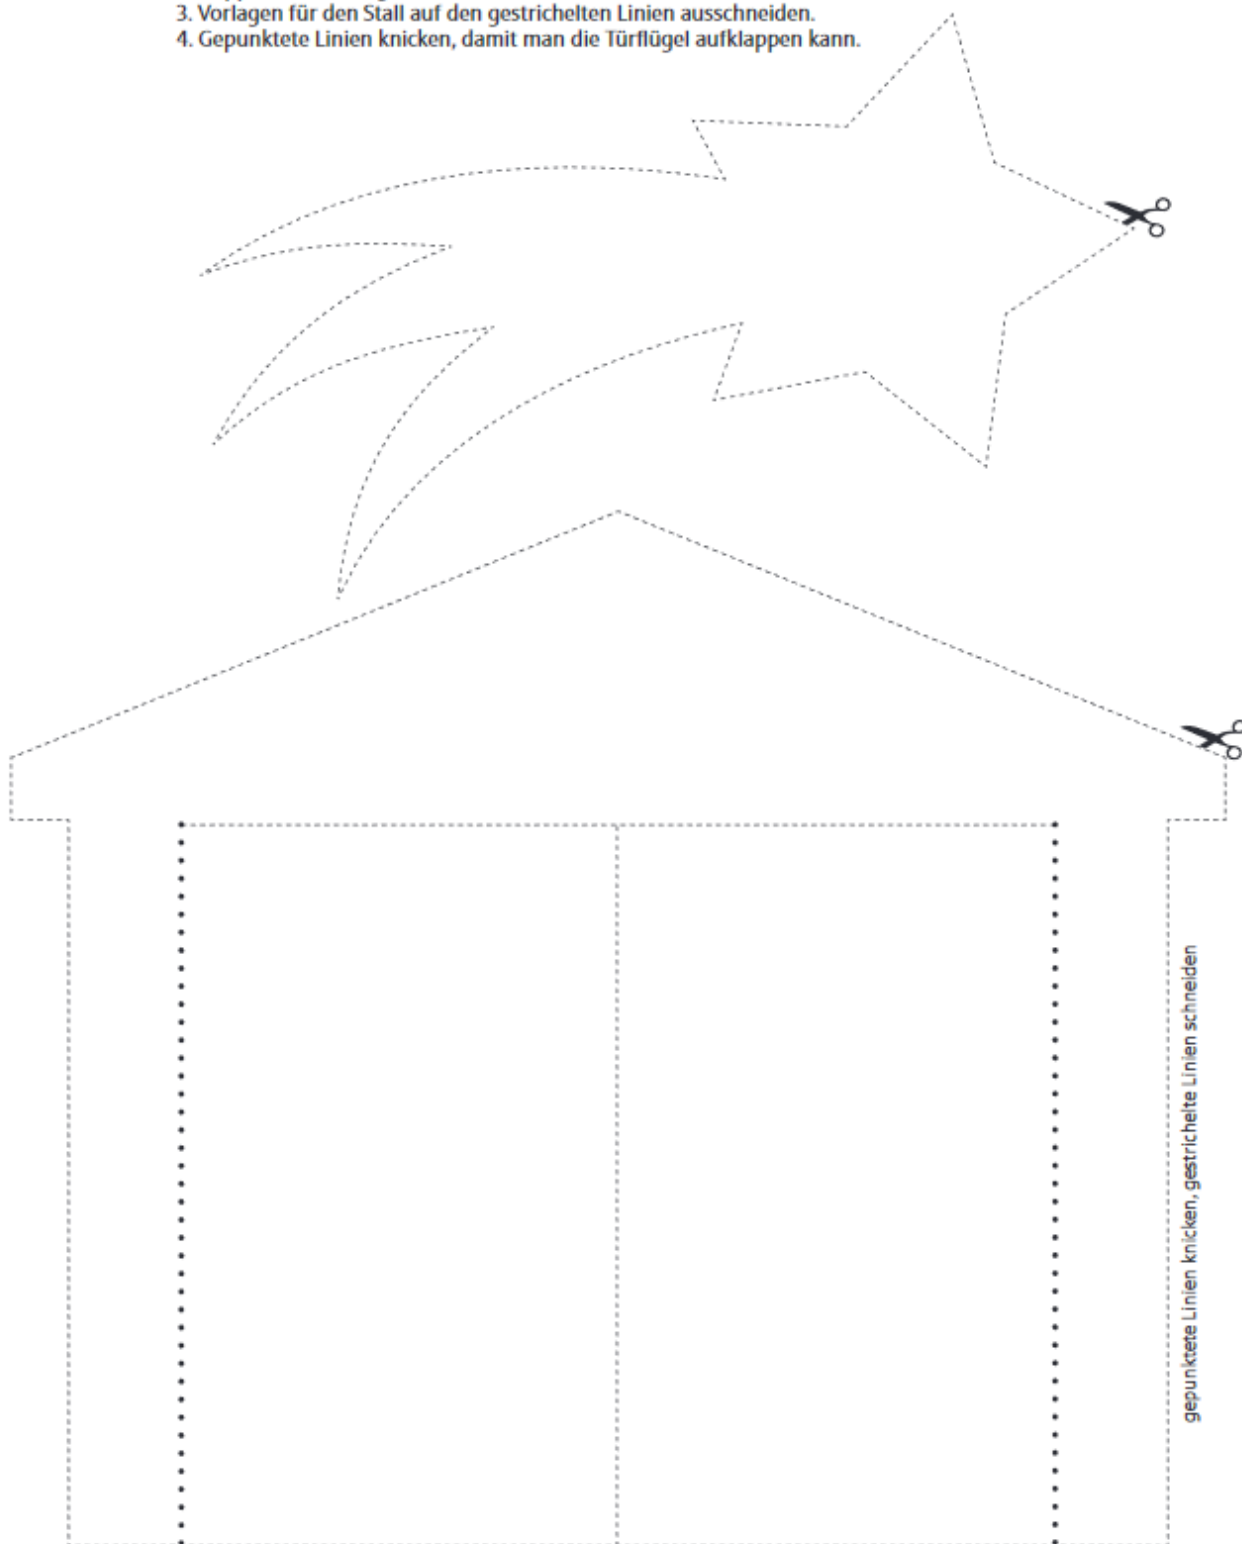 3. Vorlagen für den Stall auf den gestrichelten Linien ausschneiden.
4. Gepunktete Linien knicken, damit man die Türflügel aufklappen kann.
gepunktete Linien knicken, gestrichelte Linien schneiden